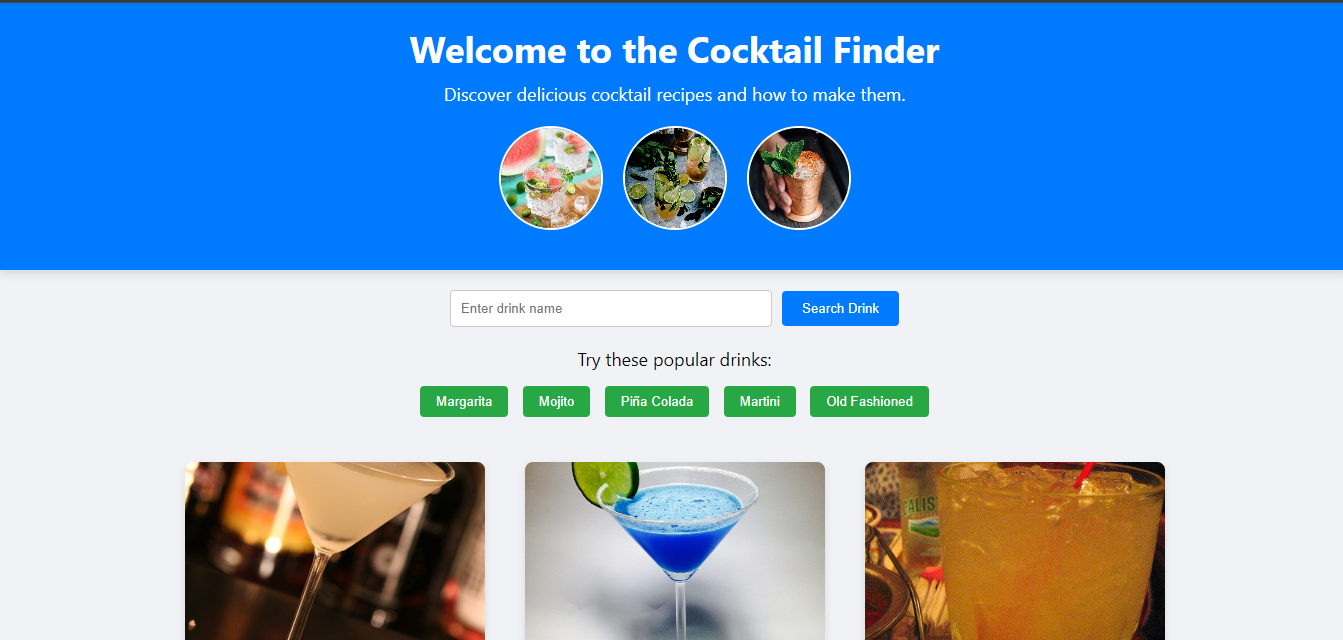 Welcome to the Cocktail Finder
Discover delicious cocktail recipes and how to make them.
Enter drink name
Search Drink
Try these popular drinks:
Margarita
Mojito
Piña Colada
Martini
Old Fashioned